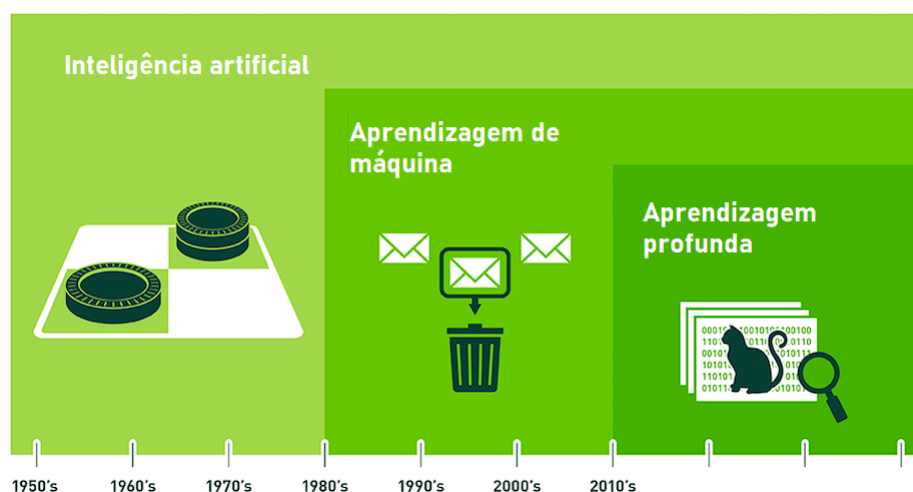 Inteligência artificial
Aprendizagem de
máquina
Aprendizagem
profunda
1950's
1960's
1970's
1980's
1990's
2000's
2010's